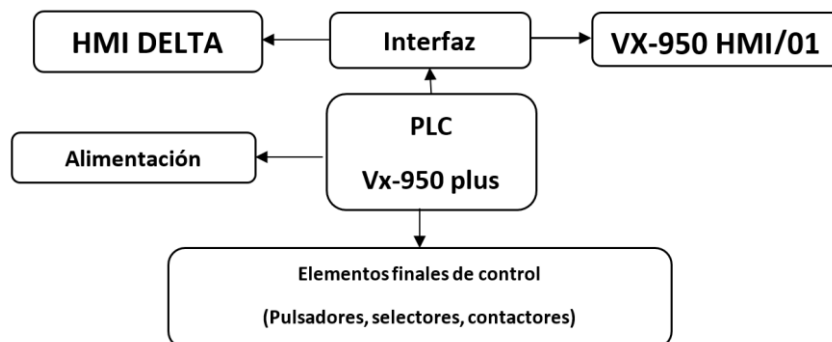 HMI DELTA
Interfaz
VX-950 HMI/01
PLC
Vx-950 plus
Alimentación
Elementos finales de control
(Pulsadores, selectores, contactores)